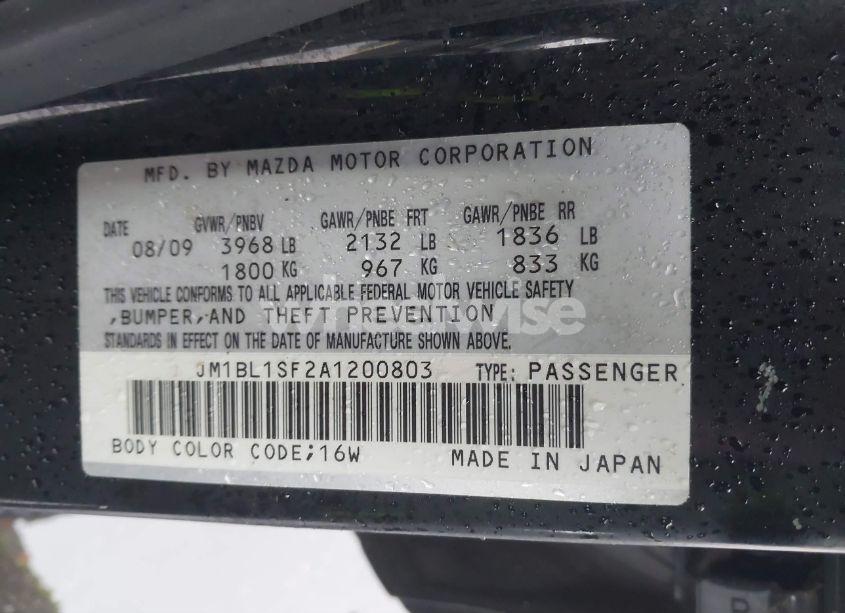 MFD. BY MAZDA MOTOR CORPORATION
DATE GVWR/PNBV GAWR/PNBE FRT GAWR/PNBE RR
08/09 3968 LB 2132 LB 1836 LB
1800 KG 967 KG 833 KG
THIS VEHICLE CONFORMS TO ALL APPLICABLE FEDERAL MOTOR VEHICLE SAFETY
,BUMPER,AND THEFT PREVENTION
STANDARDS IN EFFECT ON THE DATE OF MANUFACTURE SHOWN ABOVE.
JM1BL1SF2A1200803 TYPE: PASSENGER
BODY COLOR CODE;16W MADE IN JAPAN